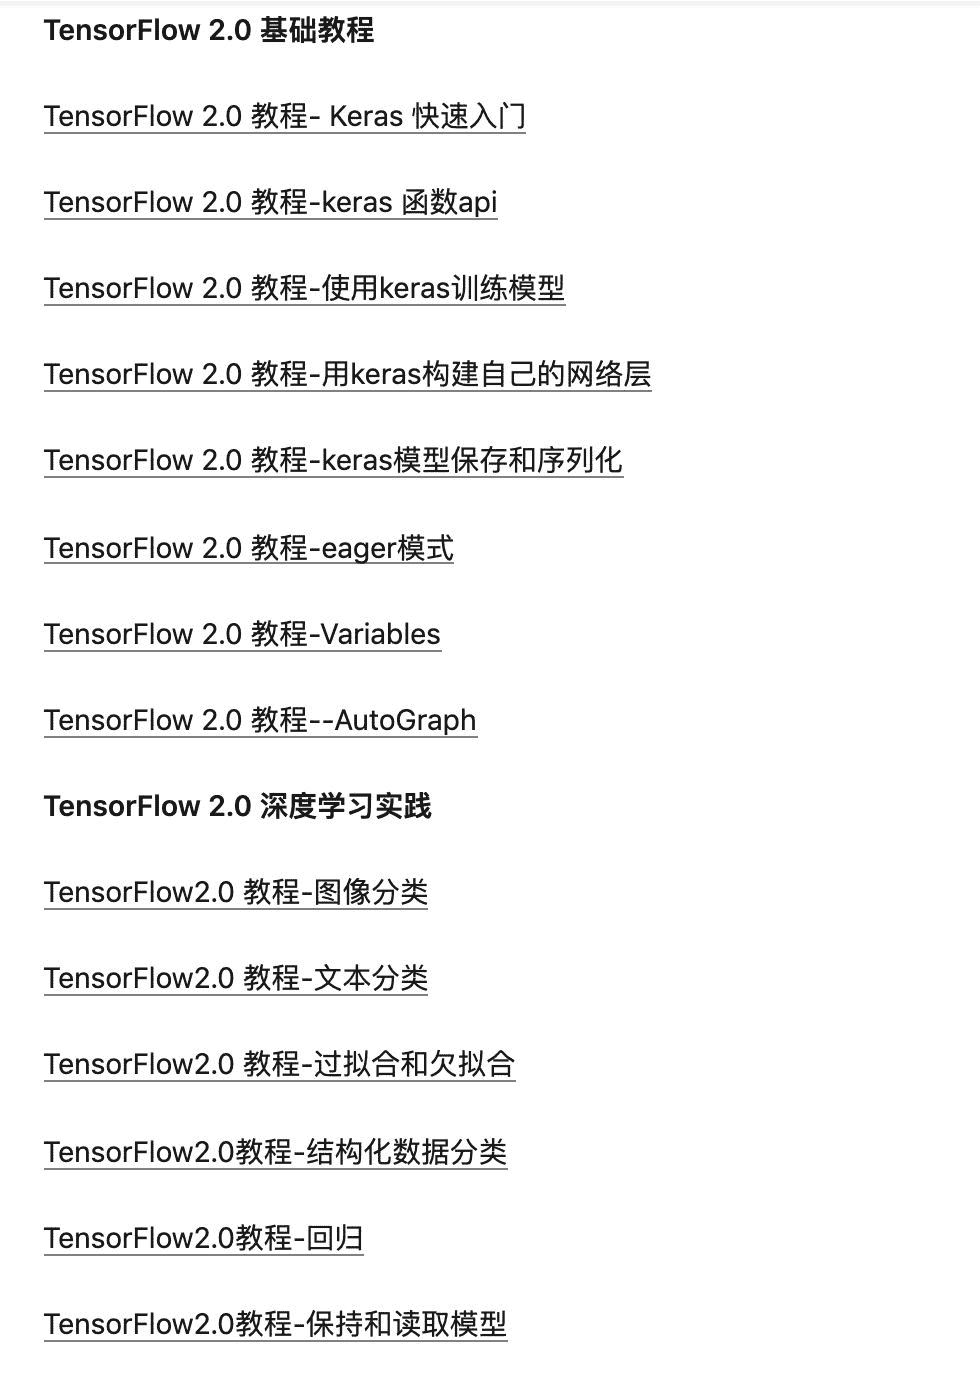 TensorFlow 2.0 基础教程
TensorFlow 2.0 教程- Keras 快速入门
TensorFlow 2.0 教程-keras 函数api
TensorFlow 2.0 教程-使用keras训练模型
TensorFlow 2.0 教程-用keras构建自己的网络层
TensorFlow 2.0 教程-keras模型保存和序列化
TensorFlow 2.0 教程-eager模式
TensorFlow 2.0 教程-Variables
TensorFlow 2.0 教程--AutoGraph
TensorFlow 2.0 深度学习实践
TensorFlow2.0 教程-图像分类
TensorFlow2.0 教程-文本分类
TensorFlow2.0 教程-过拟合和欠拟合
TensorFlow2.0教程-结构化数据分类
TensorFlow2.0教程-回归
TensorFlow2.0教程-保持和读取模型